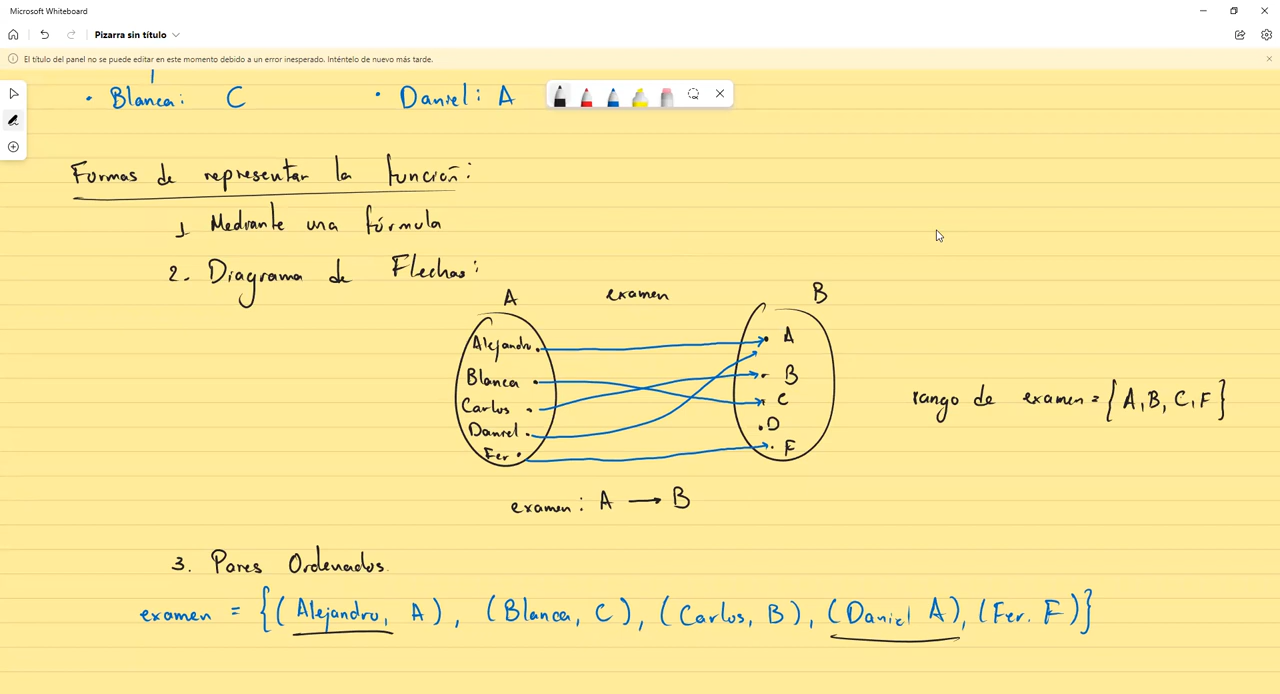 Microsoft Whiteboard
Pizarra sin título
El título del panel no se puede editar en este momento debido a un error inesperado. Inténtelo de nuevo más tarde.
• Blanca: C • Daniel: A
Formas de representar la función:
1 Mediante una fórmula
2. Diagrama de Flechas:
A examen B
Alejandro A
Blanca B
Carlos C
Daniel D
Fer F
rango de examen = {A, B, C, F}
examen: A → B
3. Pares Ordenados.
examen = {(Alejandro, A), (Blanca, C), (Carlos, B), (Daniel A), (Fer. F)}